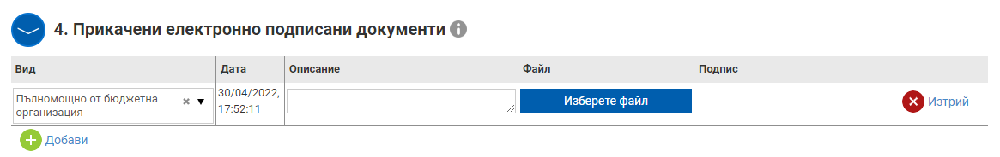 4. Прикачени електронно подписани документи
Вид Дата Описание Файл Подпис
Пълномощно от бюджетна
организация
30/04/2022,
17:52:11
Изберете файл
Изтрий
Добави